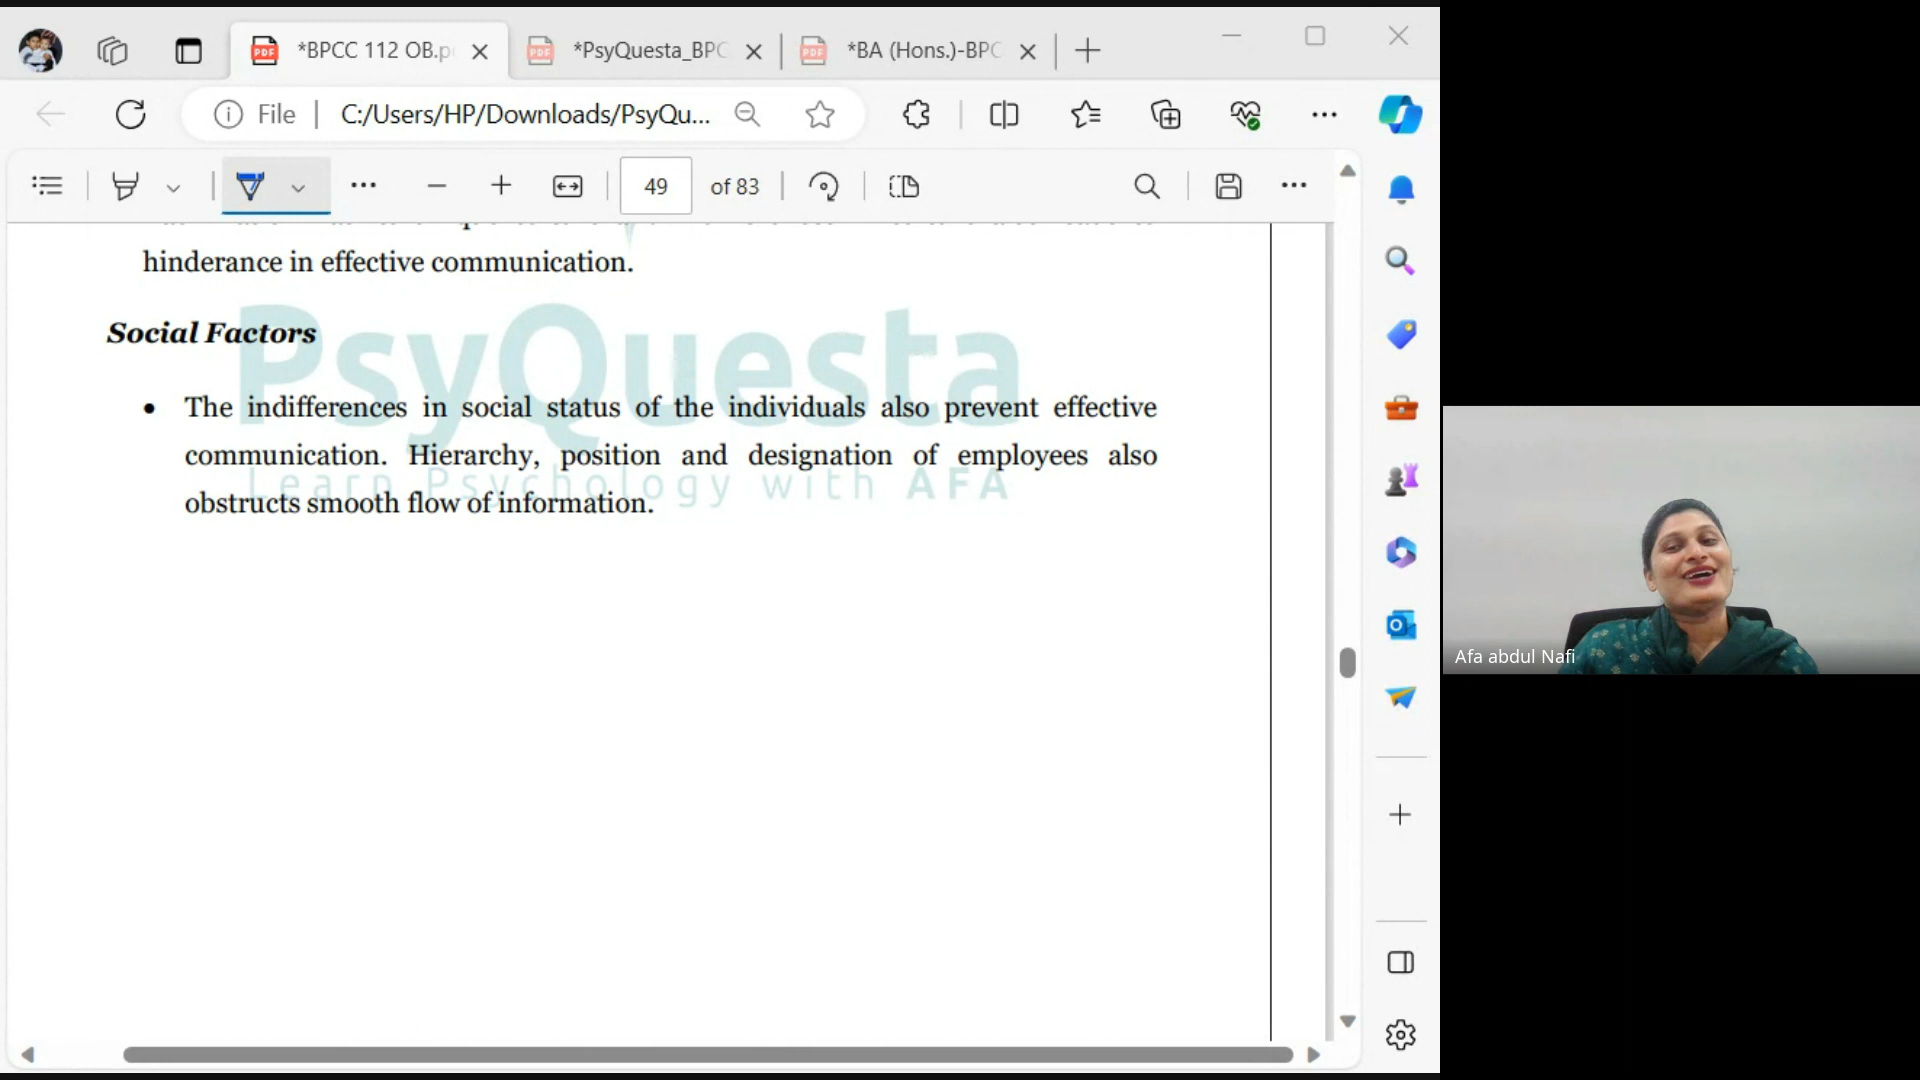 *BPCC 112 OB.p
*PsyQuesta_BPC
*BA (Hons.)-BPC
File
C:/Users/HP/Downloads/PsyQu...
49
of 83
hinderance in effective communication.
Social Factors
The indifferences in social status of the individuals also prevent effective
communication. Hierarchy, position and designation of employees also
obstructs smooth flow of information.
PsyQuesta
Learn Psychology with AFA
Afa abdul Nafi